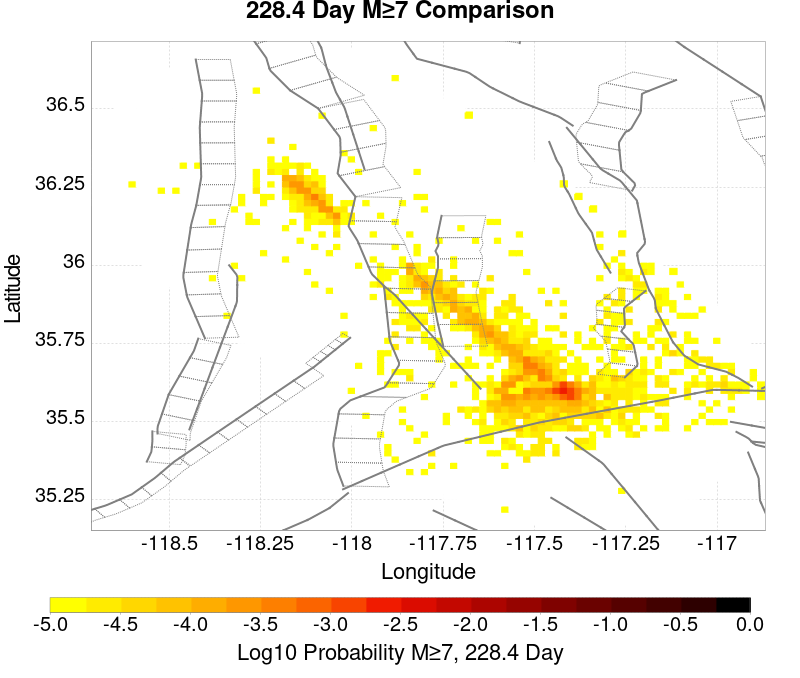 228.4 Day M≥7 Comparison
36.5
36.25
36
35.75
35.5
35.25
Latitude
-118.5 -118.25 -118 -117.75 -117.5 -117.25 -117
Longitude
-5.0 -4.5 -4.0 -3.5 -3.0 -2.5 -2.0 -1.5 -1.0 -0.5 0.0
Log10 Probability M≥7, 228.4 Day